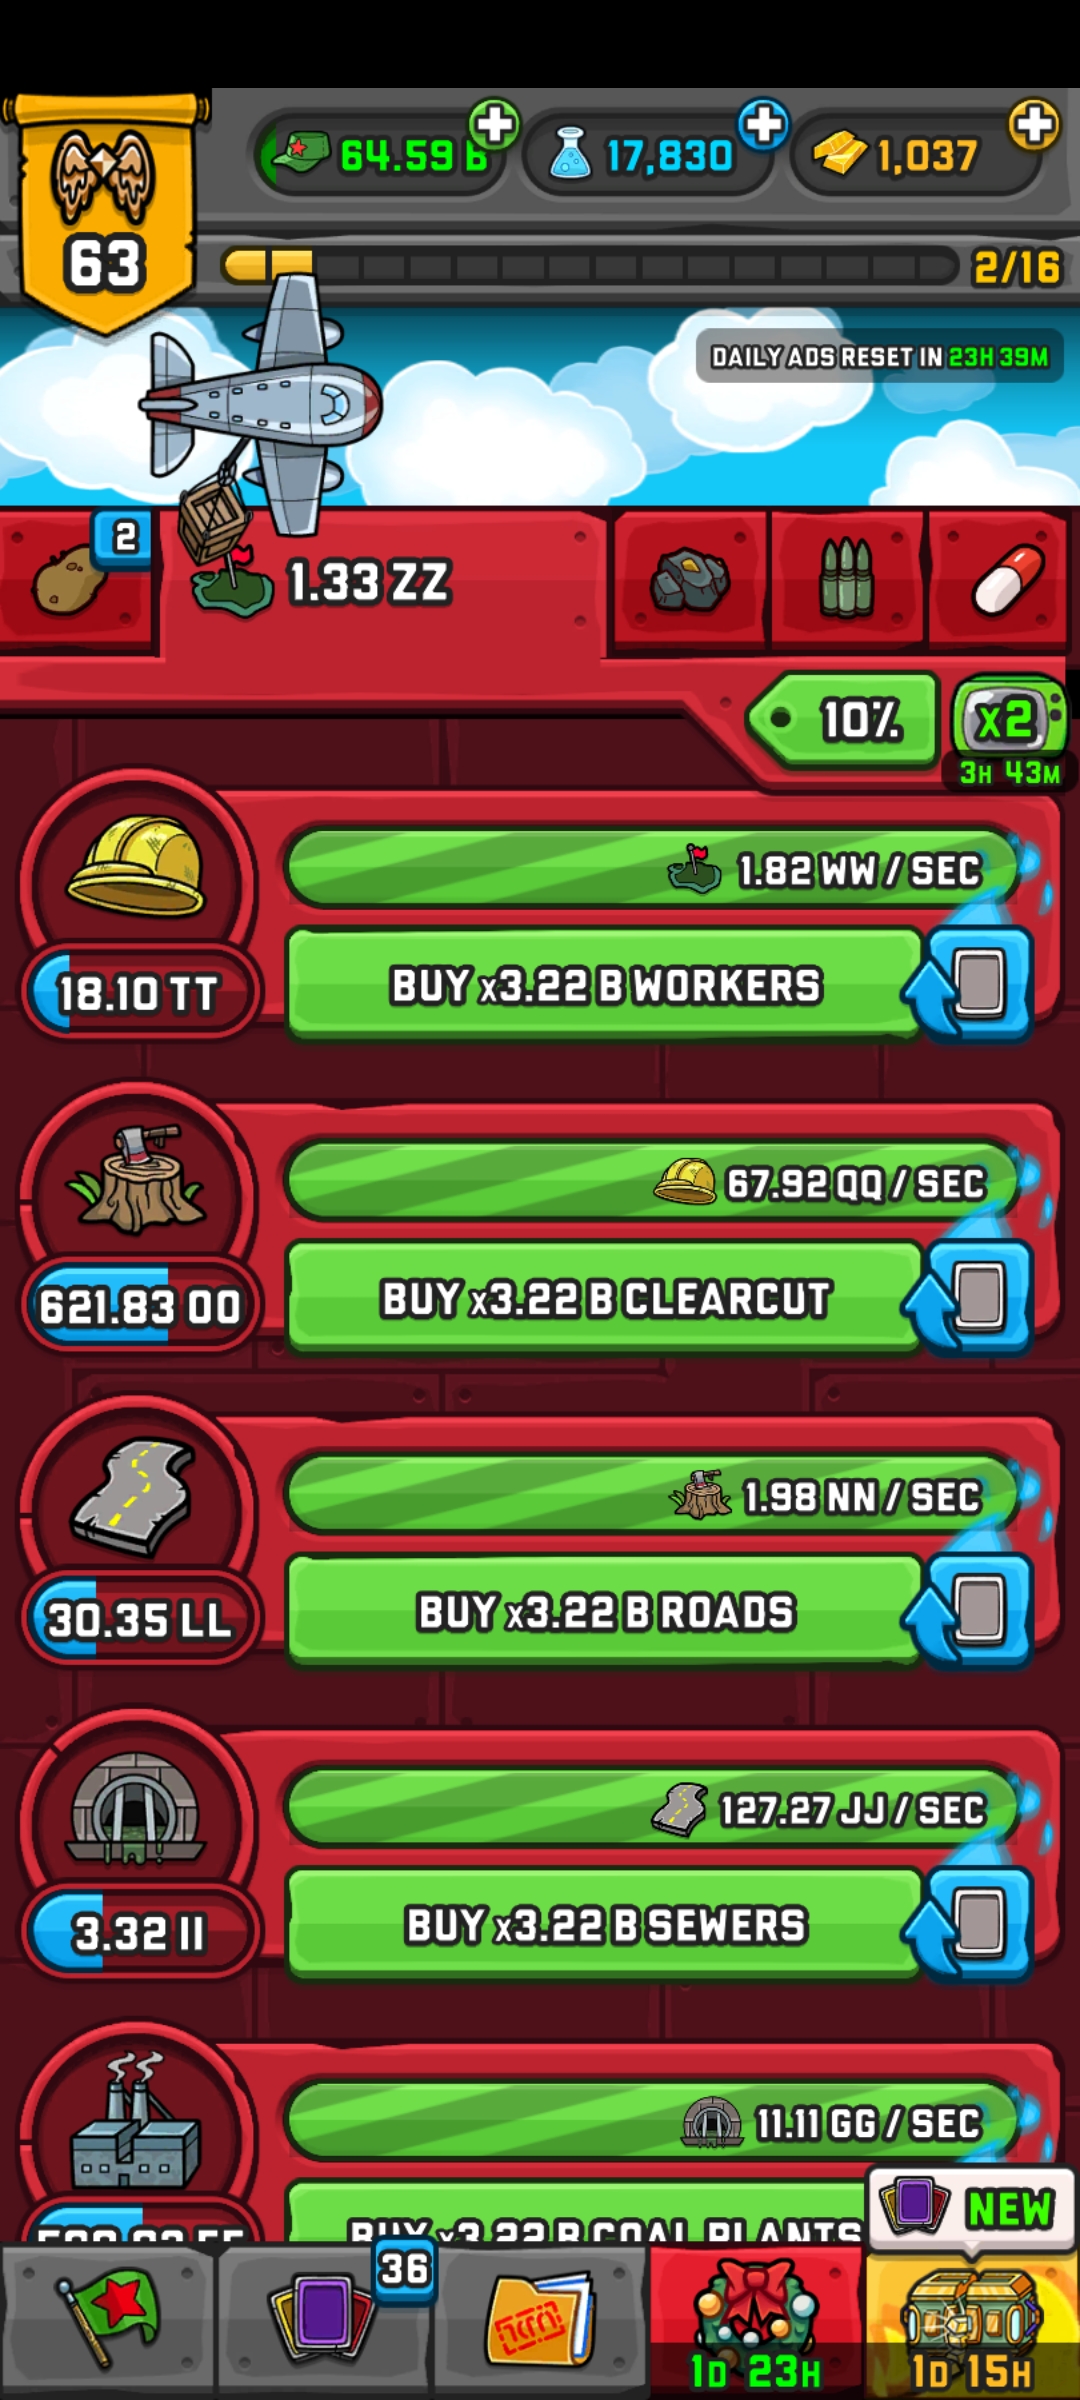 64.59 B
17,830
1,037
63
2/16
DAILY ADS RESET IN 23H 39M
2
1.33 ZZ
10%
x2
3H 43M
1.82 WW / SEC
18.10 TT
BUY x3.22 B WORKERS
67.92 QQ / SEC
621.83 OO
BUY x3.22 B CLEARCUT
1.98 NN / SEC
30.35 LL
BUY x3.22 B ROADS
127.27 JJ / SEC
3.32 II
BUY x3.22 B SEWERS
11.11 GG / SEC
BUY x3.22 B COAL PLANTS
NEW
36
1D 23H
1D 15H